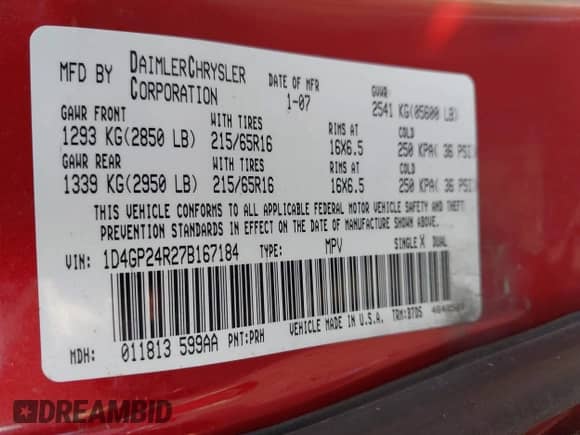 MFD BY DAIMLERCHRYSLER CORPORATION DATE OF MFR 1-07 GVWR 2541 KG(05600 LB)
GAWR FRONT WITH TIRES RIMS AT COLD
1293 KG(2850 LB) 215/65R16 16X6.5 250 KPA( 36 PSI
GAWR REAR WITH TIRES RIMS AT COLD
1339 KG(2950 LB) 215/65R16 16X6.5 250 KPA( 36 PSI
THIS VEHICLE CONFORMS TO ALL APPLICABLE FEDERAL MOTOR VEHICLE SAFETY AND THEFT
PREVENTION STANDARDS IN EFFECT ON THE DATE OF MANUFACTURE SHOWN ABOVE.
VIN: 1D4GP24R27B167184 TYPE: MPV SINGLE X DUAL
MDH: 011813 599AA PNT:PRH VEHICLE MADE IN U.S.A. TRM:D7D5
DREAMBID